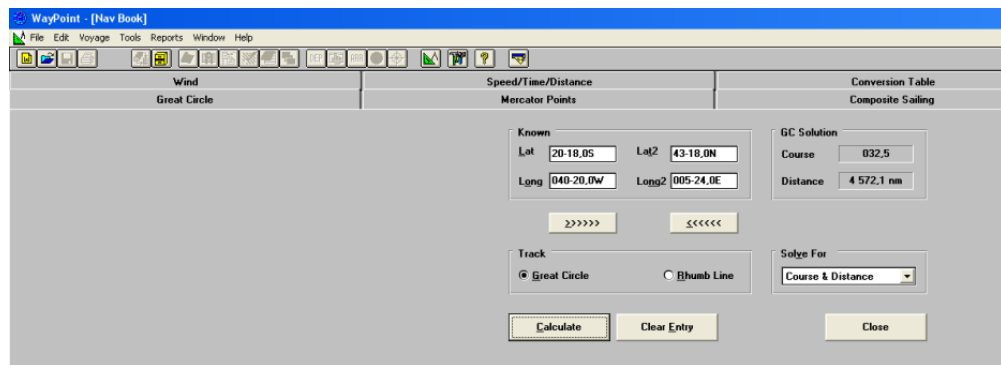 WayPoint - [Nav Book]
File Edit Voyage Tools Reports Window Help
DEP ARR ?
Wind Speed/Time/Distance Conversion Table
Great Circle Mercator Points Composite Sailing
Known GC Solution
Lat 20-18,0S Lat2 43-18,0N Course 032,5
Long 040-20,0W Long2 005-24,0E Distance 4 572,1 nm
>>>>>> <<<<<<
Track Solve For
Great Circle Rhumb Line Course & Distance
Calculate Clear Entry Close